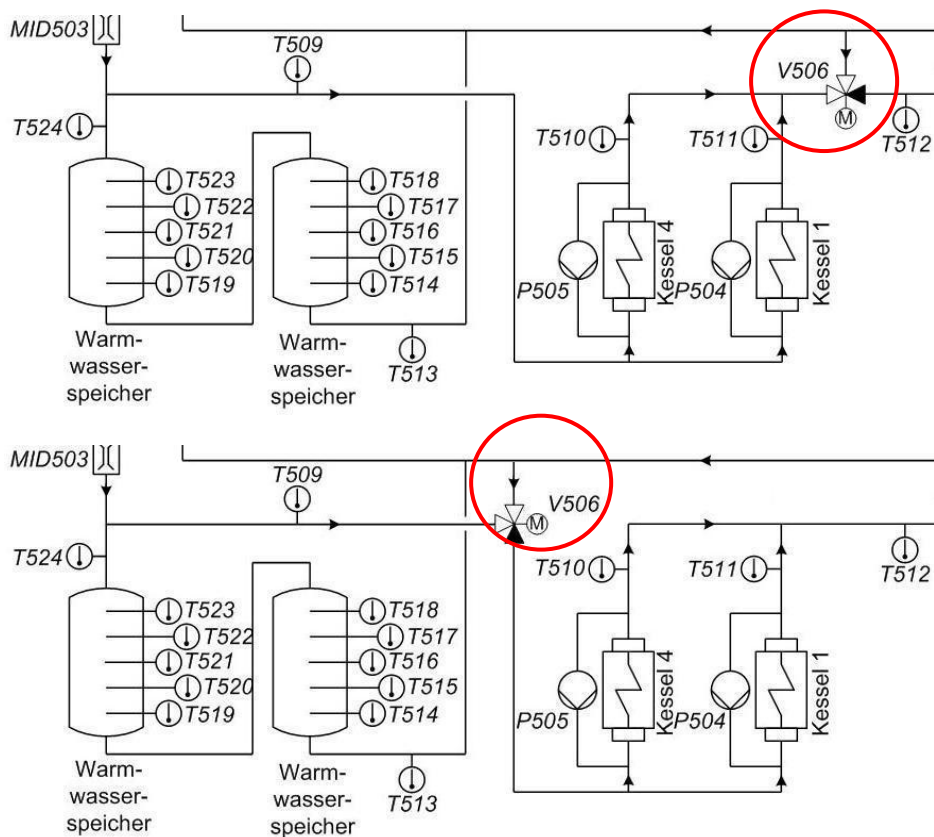 MID503
T509
V506
M
T524
T510
T511
T512
T523
T518
T522
T517
T521
T516
T520
T515
T519
T514
P505
Kessel 4
P504
Kessel 1
Warm-
wasser-
speicher
Warm-
wasser-
speicher
T513
MID503
T509
V506
M
T524
T510
T511
T512
T523
T518
T522
T517
T521
T516
T520
T515
T519
T514
P505
Kessel 4
P504
Kessel 1
Warm-
wasser-
speicher
Warm-
wasser-
speicher
T513